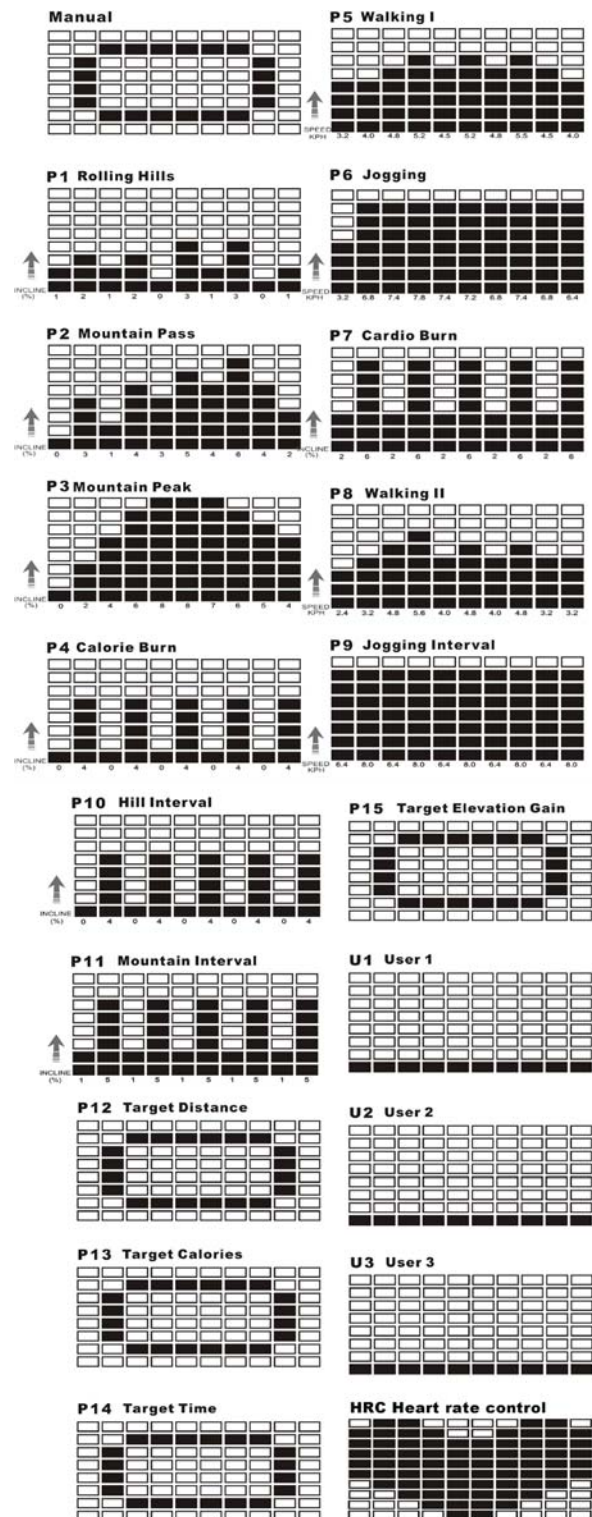 Manual
P5 Walking I
SPEED KPH
3.2 4.0 4.8 5.2 4.5 5.2 4.8 5.5 4.5 4.0
P1 Rolling Hills
INCLINE (%)
1 2 1 2 0 3 1 3 0 1
P6 Jogging
SPEED KPH
3.2 6.8 7.4 7.8 7.2 6.8 7.2 7.4 6.8 6.4
P2 Mountain Pass
INCLINE (%)
0 3 1 4 3 5 4 6 4 2
P7 Cardio Burn
INCLINE (%)
2 6 2 6 2 6 2 6 2 6
P3 Mountain Peak
INCLINE (%)
0 2 4 6 8 8 7 6 5 4
P8 Walking II
SPEED KPH
2.4 3.2 4.8 5.6 4.0 4.8 4.0 4.8 3.2 3.2
P4 Calorie Burn
INCLINE (%)
0 4 0 4 0 4 0 4 0 4
P9 Jogging Interval
SPEED KPH
6.4 8.0 6.4 8.0 6.4 8.0 6.4 8.0 6.4 8.0
P10 Hill Interval
INCLINE (%)
0 4 0 4 0 4 0 4 0 4
P15 Target Elevation Gain
P11 Mountain Interval
INCLINE (%)
1 5 1 5 1 5 1 5 1 5
U1 User 1
P12 Target Distance
U2 User 2
P13 Target Calories
U3 User 3
P14 Target Time
HRC Heart rate control